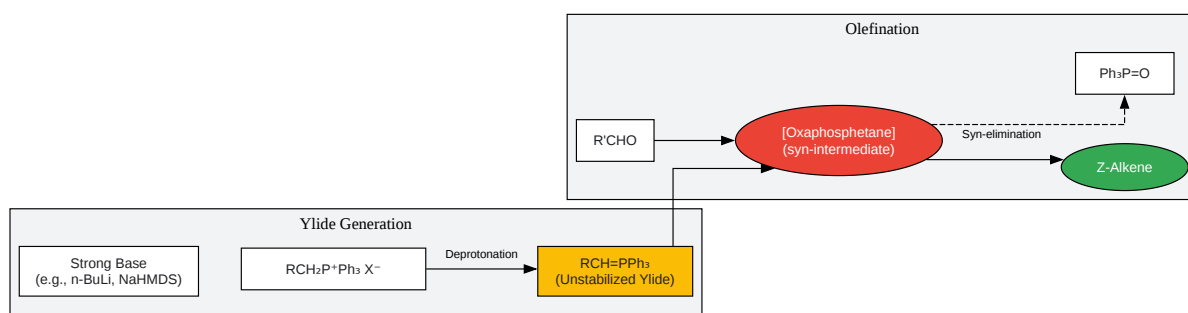 Olefination
Ph₃P=O
R'CHO
[Oxaphosphetane]
(syn-intermediate)
Syn-elimination
Z-Alkene
Ylide Generation
Strong Base
(e.g., n-BuLi, NaHMDS)
RCH₂P⁺Ph₃ X⁻
Deprotonation
RCH=PPh₃
(Unstabilized Ylide)